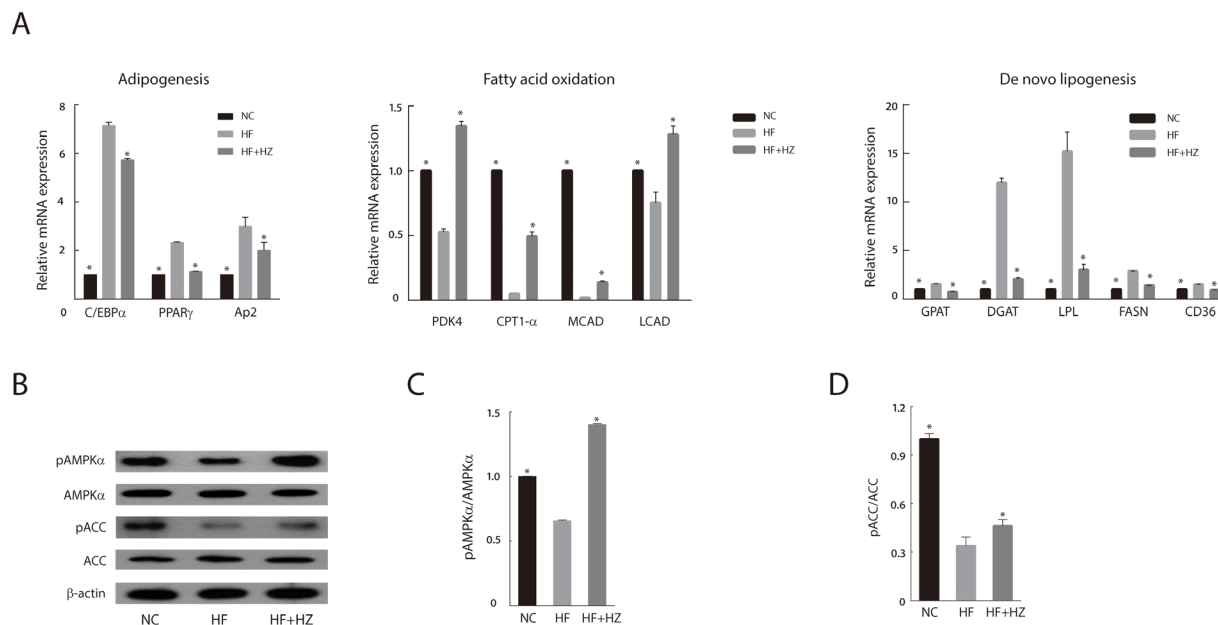 A
Adipogenesis
Relative mRNA expression
8
6
4
2
0
NC
HF
HF+HZ
*
*
*
*
*
*
C/EBPα
PPARγ
Ap2
Fatty acid oxidation
Relative mRNA expression
1.5
1.0
0.5
0
NC
HF
HF+HZ
*
*
*
*
*
*
*
*
PDK4
CPT1-α
MCAD
LCAD
De novo lipogenesis
Relative mRNA expression
20
15
10
5
0
NC
HF
HF+HZ
*
*
*
*
*
*
*
*
*
*
GPAT
DGAT
LPL
FASN
CD36
B
pAMPKα
AMPKα
pACC
ACC
β-actin
NC
HF
HF+HZ
C
pAMPKα/AMPKα
1.5
1.0
0.5
0
*
*
NC
HF
HF+HZ
D
pACC/ACC
1.2
0.9
0.6
0.3
0
*
*
NC
HF
HF+HZ